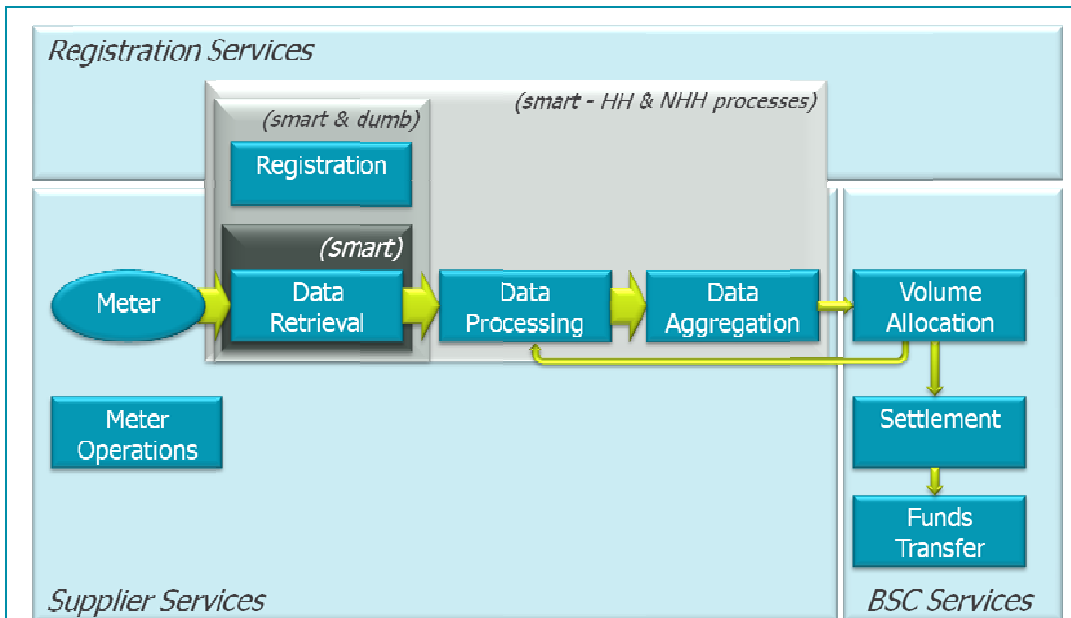 Registration Services
(smart - HH & NHH processes)
(smart & dumb)
Registration
(smart)
Meter
Data
Retrieval
Data
Processing
Data
Aggregation
Volume
Allocation
Meter
Operations
Settlement
Funds
Transfer
Supplier Services
BSC Services